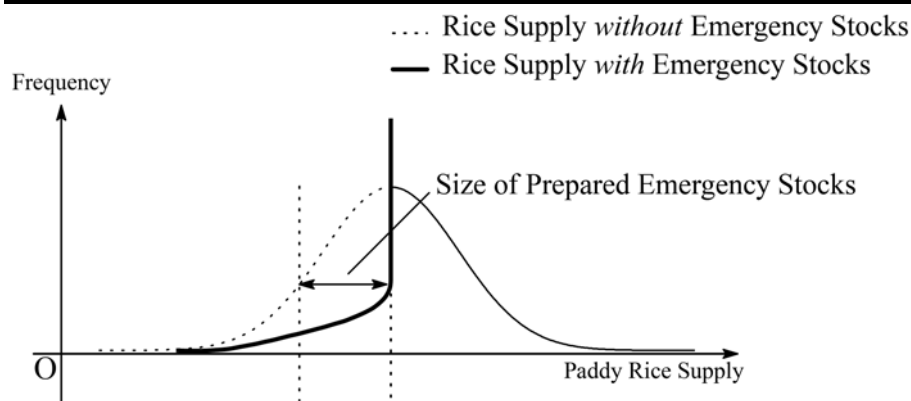 Rice Supply without Emergency Stocks
Rice Supply with Emergency Stocks
Frequency
Size of Prepared Emergency Stocks
O
Paddy Rice Supply